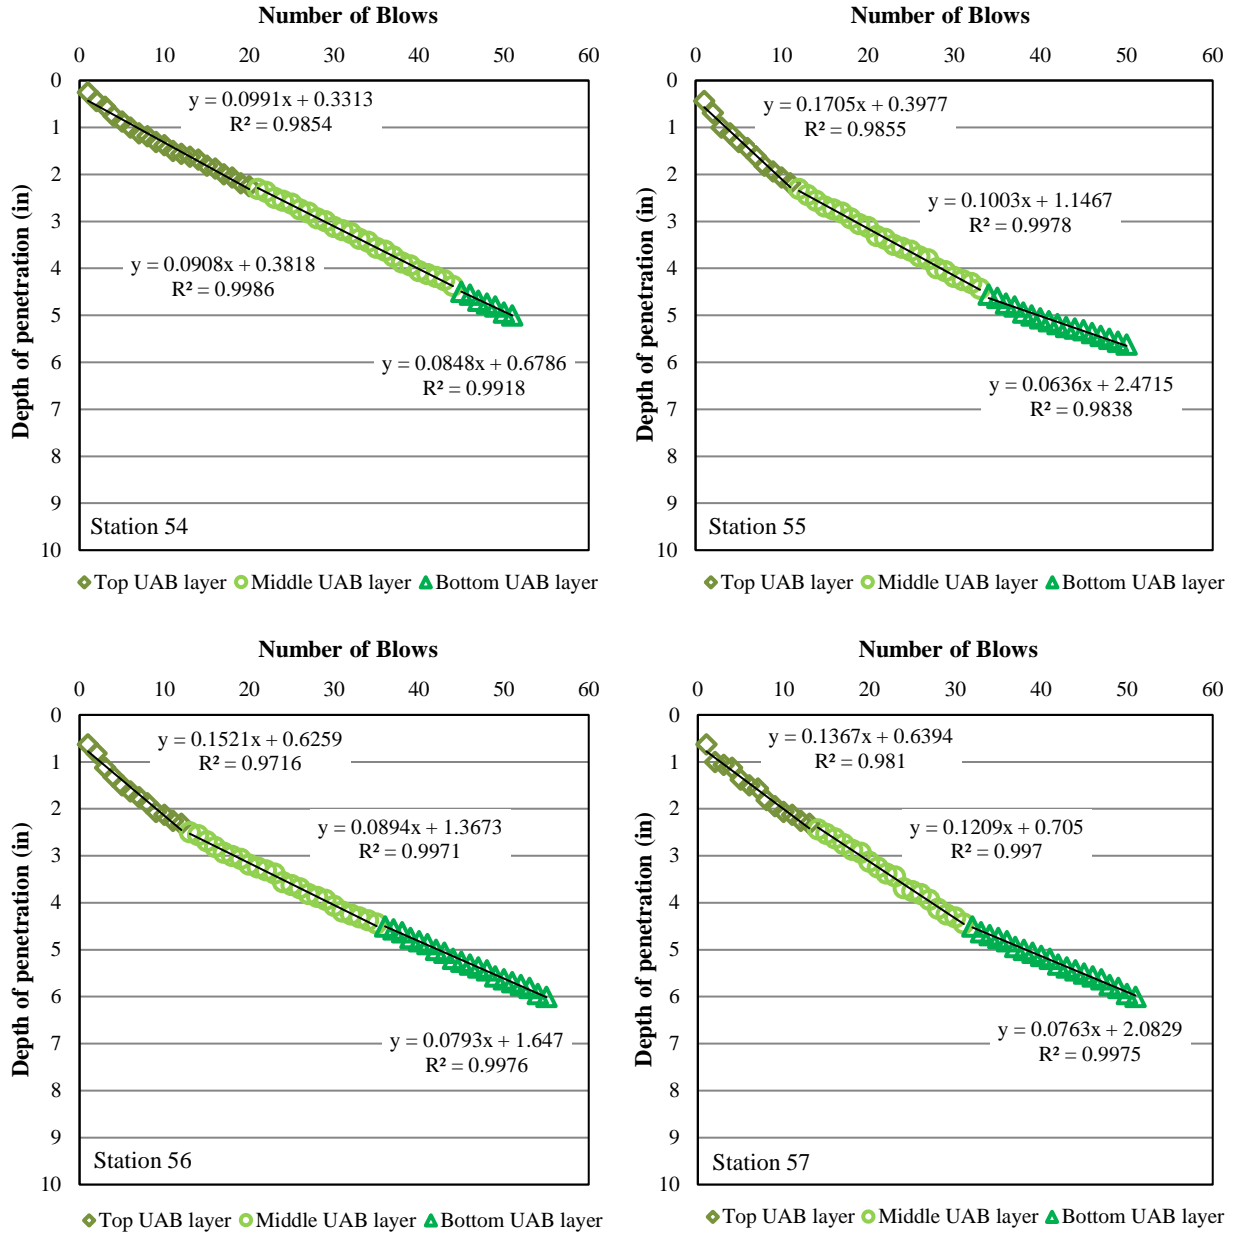 Number of Blows
0 10 20 30 40 50 60
0
1
2
3
4
5
6
7
8
9
10
Depth of penetration (in)
y = 0.0991x + 0.3313
R² = 0.9854
y = 0.0908x + 0.3818
R² = 0.9986
y = 0.0848x + 0.6786
R² = 0.9918
Station 54
Top UAB layer Middle UAB layer Bottom UAB layer
Number of Blows
0 10 20 30 40 50 60
0
1
2
3
4
5
6
7
8
9
10
Depth of penetration (in)
y = 0.1705x + 0.3977
R² = 0.9855
y = 0.1003x + 1.1467
R² = 0.9978
y = 0.0636x + 2.4715
R² = 0.9838
Station 55
Top UAB layer Middle UAB layer Bottom UAB layer
Number of Blows
0 10 20 30 40 50 60
0
1
2
3
4
5
6
7
8
9
10
Depth of penetration (in)
y = 0.1521x + 0.6259
R² = 0.9716
y = 0.0894x + 1.3673
R² = 0.9971
y = 0.0793x + 1.647
R² = 0.9976
Station 56
Top UAB layer Middle UAB layer Bottom UAB layer
Number of Blows
0 10 20 30 40 50 60
0
1
2
3
4
5
6
7
8
9
10
Depth of penetration (in)
y = 0.1367x + 0.6394
R² = 0.981
y = 0.1209x + 0.705
R² = 0.997
y = 0.0763x + 2.0829
R² = 0.9975
Station 57
Top UAB layer Middle UAB layer Bottom UAB layer